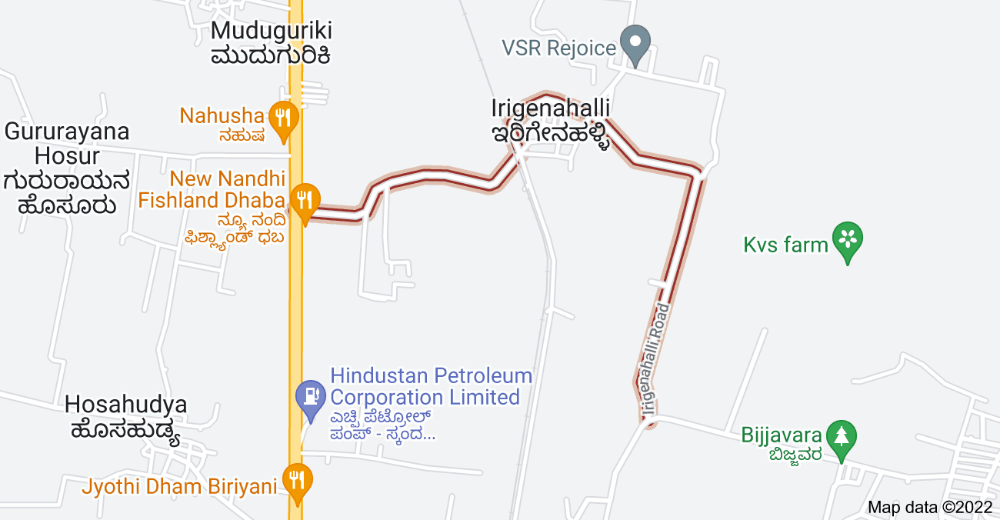 Muduguriki
ಮುದುಗುರಿಕಿ
VSR Rejoice
Nahusha
ನಹುಷ
Irigenahalli
ಇರಿಗೇನಹಳ್ಳಿ
Gururayana
Hosur
ಗುರುರಾಯನ
ಹೊಸೂರು
New Nandhi
Fishland Dhaba
ನ್ಯೂ ನಂದಿ
ಫಿಶ್ಲ್ಯಾಂಡ್ ಧಬ
Kvs farm
Irigenahalli Road
Hindustan Petroleum
Corporation Limited
ಎಚ್ಪಿ ಪೆಟ್ರೋಲ್
ಪಂಪ್ - ಸ್ಕಂದ...
Hosahudya
ಹೊಸಹುಡ್ಯ
Bijjavara
ಬಿಜ್ಜವರ
Jyothi Dham Biriyani
Map data ©2022